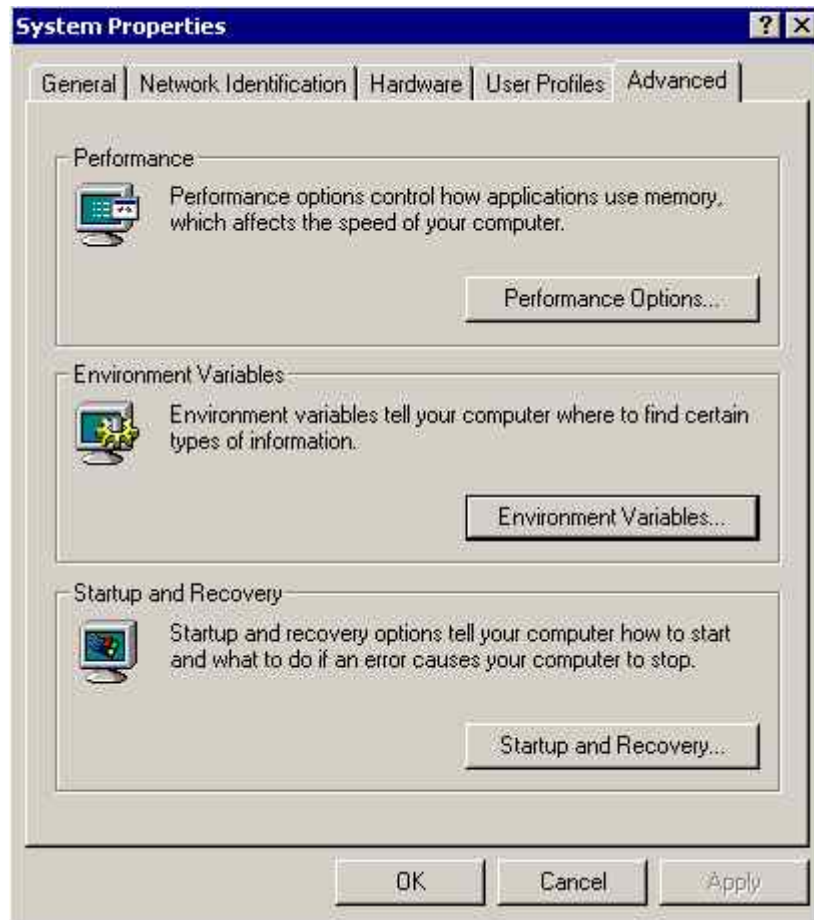 System Properties
General
Network Identification
Hardware
User Profiles
Advanced
Performance
Performance options control how applications use memory,
which affects the speed of your computer.
Performance Options...
Environment Variables
Environment variables tell your computer where to find certain
types of information.
Environment Variables...
Startup and Recovery
Startup and recovery options tell your computer how to start
and what to do if an error causes your computer to stop.
Startup and Recovery...
OK
Cancel
Apply